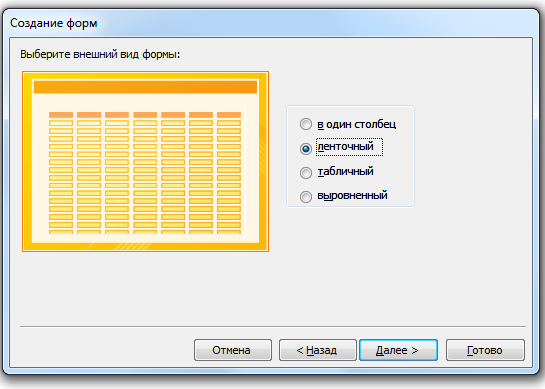 Создание форм
Выберите внешний вид формы:
в один столбец
ленточный
табличный
выровненный
Отмена
< Назад
Далее >
Готово